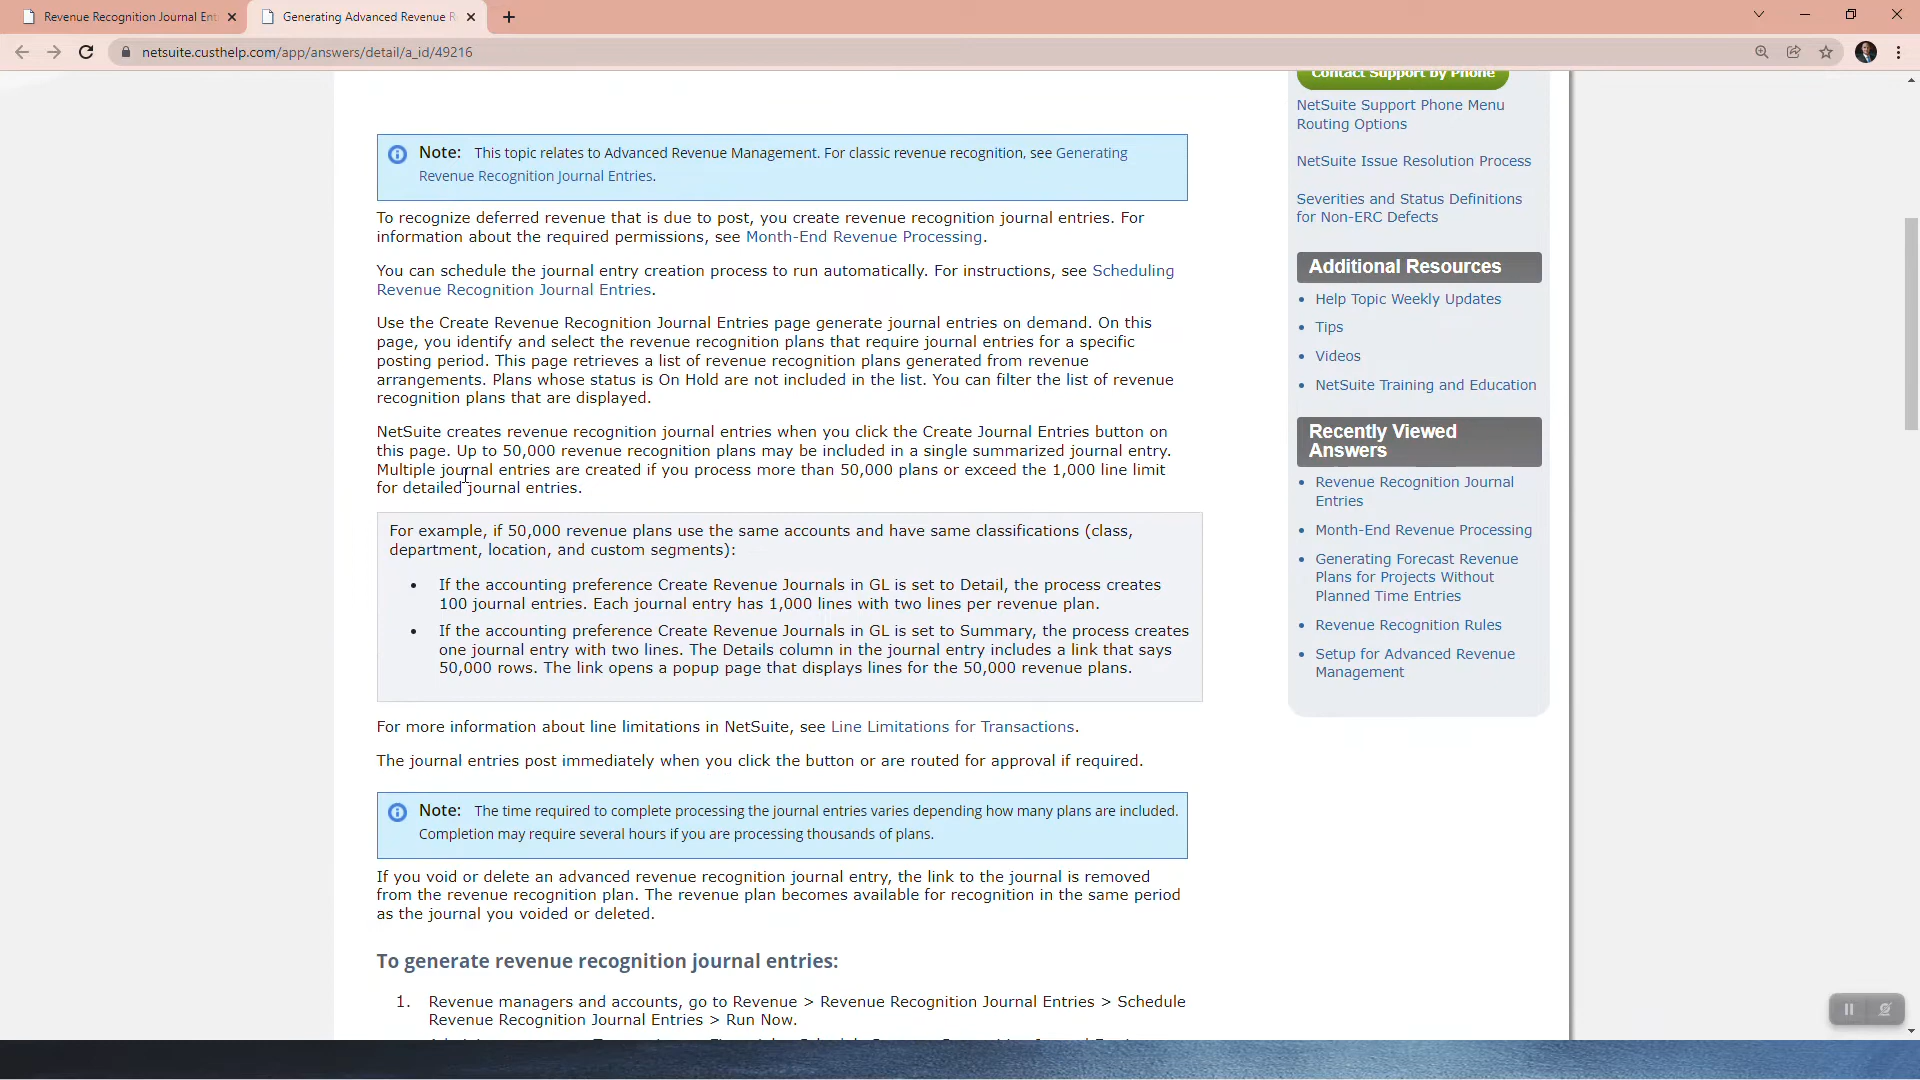 Revenue Recognition Journal Ent
Generating Advanced Revenue R
netsuite.custhelp.com/app/answers/detail/a_id/49216
Note: This topic relates to Advanced Revenue Management. For classic revenue recognition, see Generating
Revenue Recognition Journal Entries.
To recognize deferred revenue that is due to post, you create revenue recognition journal entries. For
information about the required permissions, see Month-End Revenue Processing.
You can schedule the journal entry creation process to run automatically. For instructions, see Scheduling
Revenue Recognition Journal Entries.
Use the Create Revenue Recognition Journal Entries page generate journal entries on demand. On this
page, you identify and select the revenue recognition plans that require journal entries for a specific
posting period. This page retrieves a list of revenue recognition plans generated from revenue
arrangements. Plans whose status is On Hold are not included in the list. You can filter the list of revenue
recognition plans that are displayed.
NetSuite creates revenue recognition journal entries when you click the Create Journal Entries button on
this page. Up to 50,000 revenue recognition plans may be included in a single summarized journal entry.
Multiple journal entries are created if you process more than 50,000 plans or exceed the 1,000 line limit
for detailed journal entries.
For example, if 50,000 revenue plans use the same accounts and have same classifications (class,
department, location, and custom segments):
• If the accounting preference Create Revenue Journals in GL is set to Detail, the process creates
100 journal entries. Each journal entry has 1,000 lines with two lines per revenue plan.
• If the accounting preference Create Revenue Journals in GL is set to Summary, the process creates
one journal entry with two lines. The Details column in the journal entry includes a link that says
50,000 rows. The link opens a popup page that displays lines for the 50,000 revenue plans.
For more information about line limitations in NetSuite, see Line Limitations for Transactions.
The journal entries post immediately when you click the button or are routed for approval if required.
Note: The time required to complete processing the journal entries varies depending how many plans are included.
Completion may require several hours if you are processing thousands of plans.
If you void or delete an advanced revenue recognition journal entry, the link to the journal is removed
from the revenue recognition plan. The revenue plan becomes available for recognition in the same period
as the journal you voided or deleted.
To generate revenue recognition journal entries:
1. Revenue managers and accounts, go to Revenue > Revenue Recognition Journal Entries > Schedule
Revenue Recognition Journal Entries > Run Now.
Contact Support by Phone
NetSuite Support Phone Menu
Routing Options
NetSuite Issue Resolution Process
Severities and Status Definitions
for Non-ERC Defects
Additional Resources
• Help Topic Weekly Updates
• Tips
• Videos
• NetSuite Training and Education
Recently Viewed
Answers
• Revenue Recognition Journal
Entries
• Month-End Revenue Processing
• Generating Forecast Revenue
Plans for Projects Without
Planned Time Entries
• Revenue Recognition Rules
• Setup for Advanced Revenue
Management